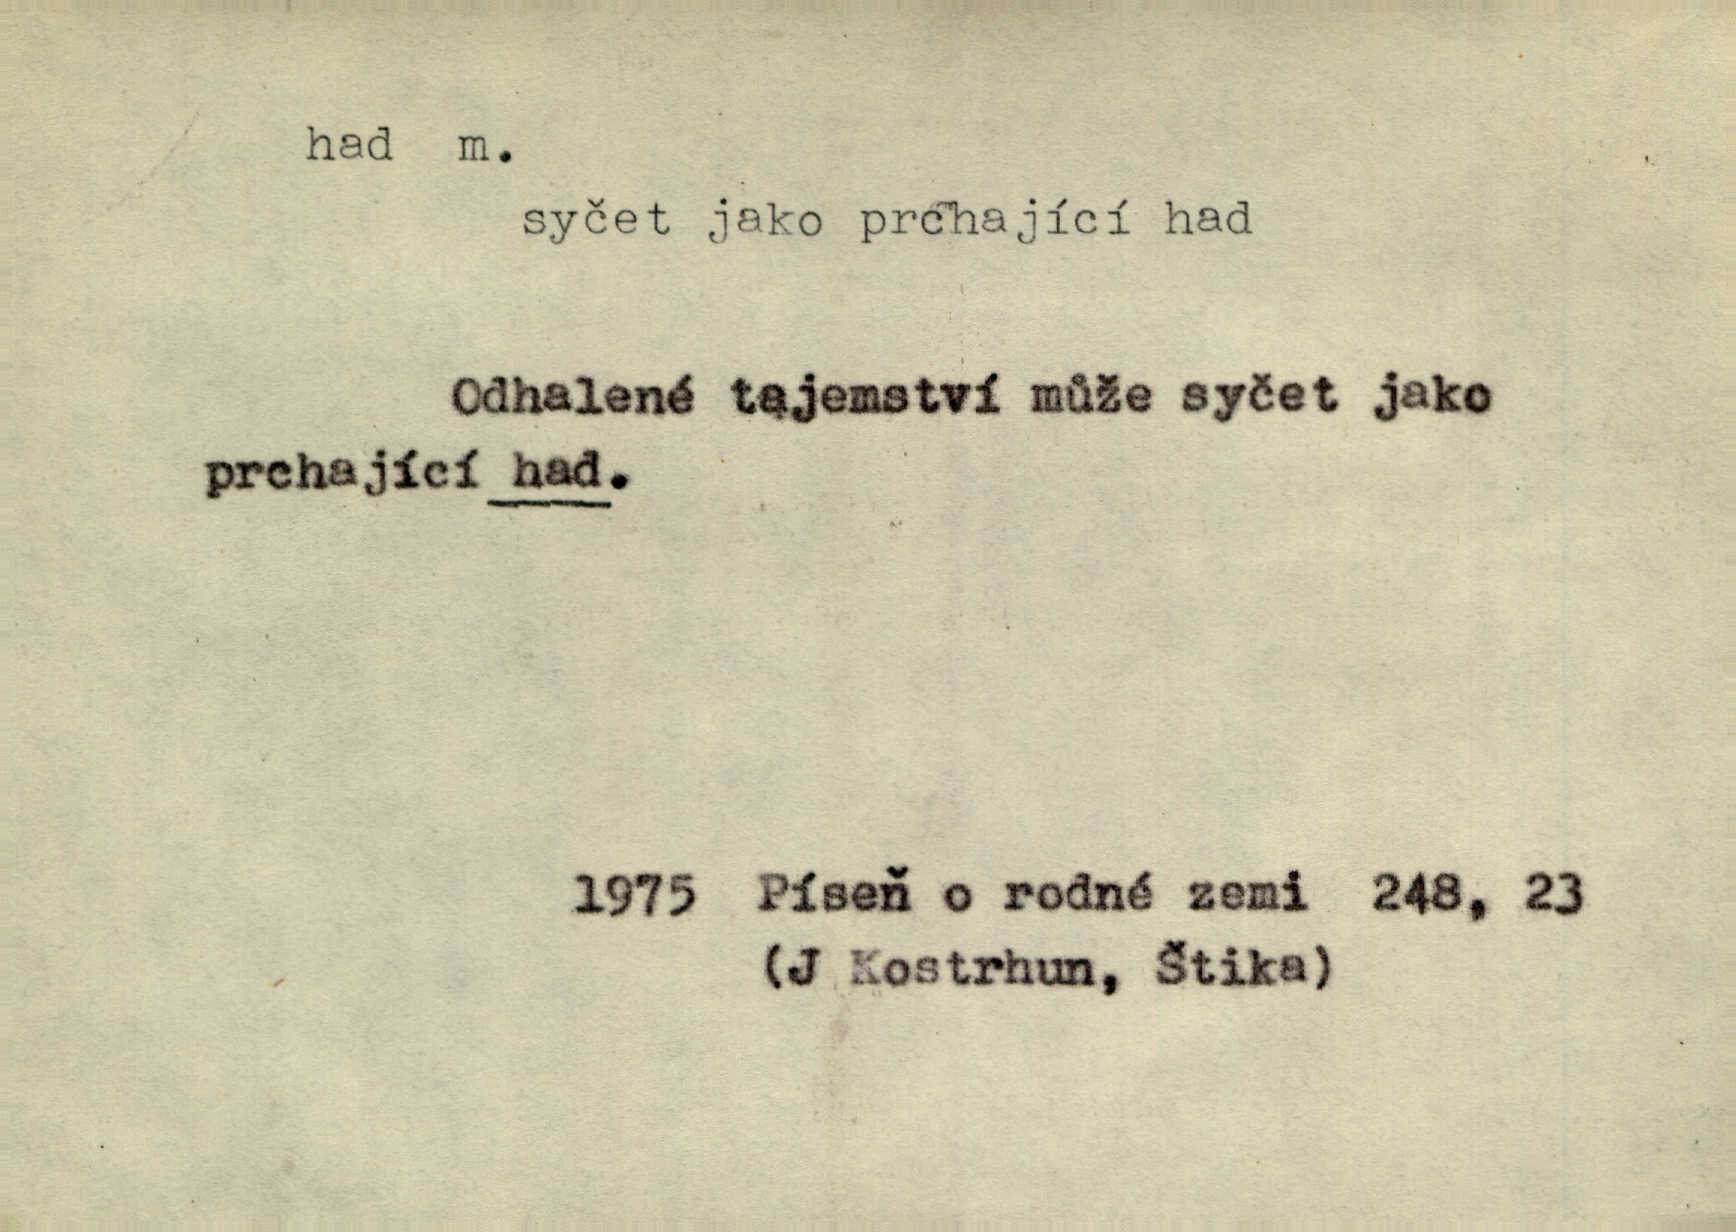 had m.
syčet jako prchající had
Odhalené tajemství může syčet jako
prchající had.
1975 Píseň o rodné zemi 248, 23
(J Kostrhun, Štika)